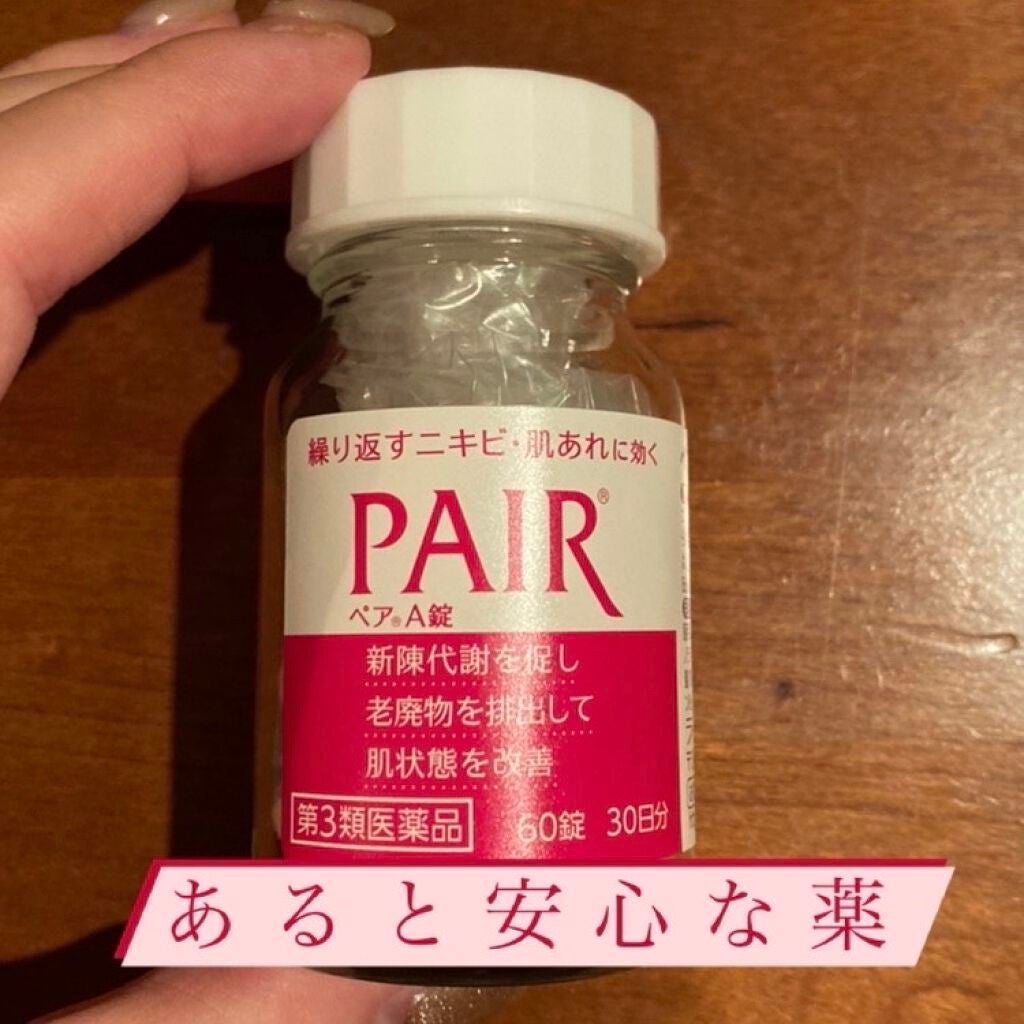 繰り返すニキビ・肌あれに効く
PAIR®
ペア®A錠
新陳代謝を促し
老廃物を排出して
肌状態を改善
第3類医薬品 60錠 30日分
あると安心な薬